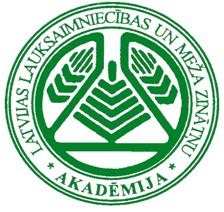 LATVIJAS LAUKSAIMNIECĪBAS UN MEŽA ZINĀTŅU
* AKADĒMIJA *